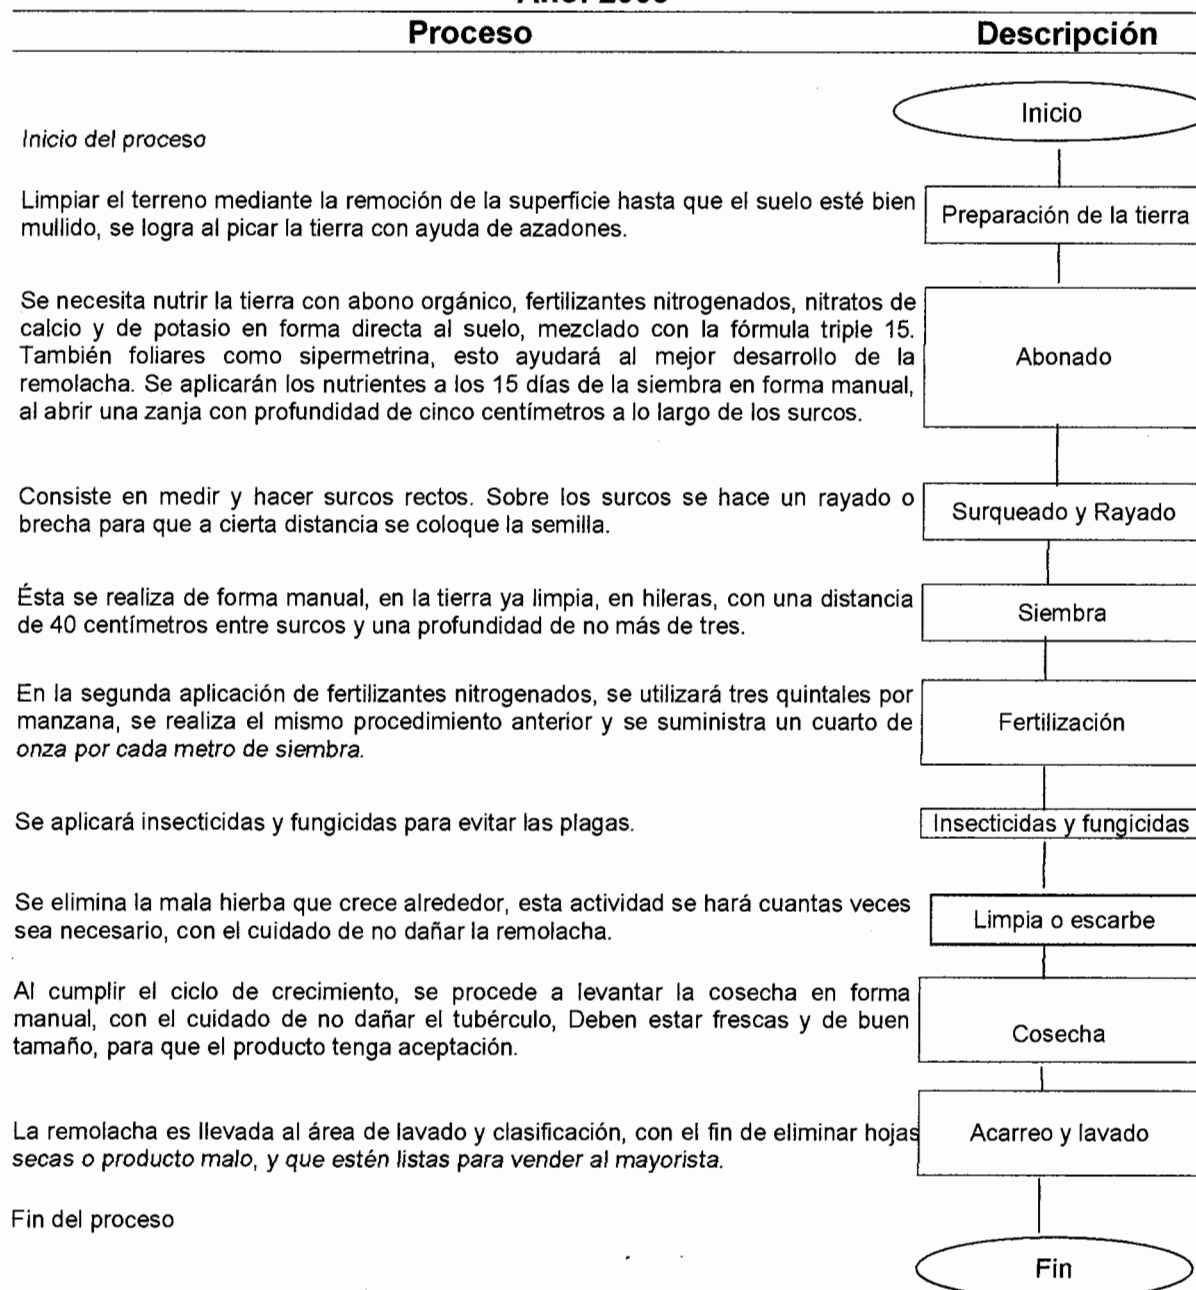 Proceso Descripción
Inicio
Inicio del proceso
Limpiar el terreno mediante la remoción de la superficie hasta que el suelo esté bien
mullido, se logra al picar la tierra con ayuda de azadones.
Preparación de la tierra
Se necesita nutrir la tierra con abono orgánico, fertilizantes nitrogenados, nitratos de
calcio y de potasio en forma directa al suelo, mezclado con la fórmula triple 15.
También foliares como sipermetrina, esto ayudará al mejor desarrollo de la
remolacha. Se aplicarán los nutrientes a los 15 días de la siembra en forma manual,
al abrir una zanja con profundidad de cinco centímetros a lo largo de los surcos.
Abonado
Consiste en medir y hacer surcos rectos. Sobre los surcos se hace un rayado o
brecha para que a cierta distancia se coloque la semilla.
Surqueado y Rayado
Ésta se realiza de forma manual, en la tierra ya limpia, en hileras, con una distancia
de 40 centímetros entre surcos y una profundidad de no más de tres.
Siembra
En la segunda aplicación de fertilizantes nitrogenados, se utilizará tres quintales por
manzana, se realiza el mismo procedimiento anterior y se suministra un cuarto de
onza por cada metro de siembra.
Fertilización
Se aplicará insecticidas y fungicidas para evitar las plagas.
Insecticidas y fungicidas
Se elimina la mala hierba que crece alrededor, esta actividad se hará cuantas veces
sea necesario, con el cuidado de no dañar la remolacha.
Limpia o escarbe
Al cumplir el ciclo de crecimiento, se procede a levantar la cosecha en forma
manual, con el cuidado de no dañar el tubérculo, Deben estar frescas y de buen
tamaño, para que el producto tenga aceptación.
Cosecha
La remolacha es llevada al área de lavado y clasificación, con el fin de eliminar hojas
secas o producto malo, y que estén listas para vender al mayorista.
Acarreo y lavado
Fin del proceso
Fin